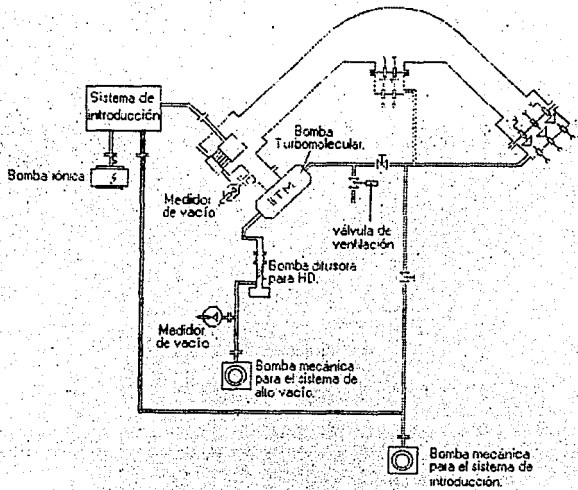 Sistema de
introducción
Bomba iónica
Medidor
de vacío
Bomba
Turbomolecular.
BTM
válvula de
ventilación
Bomba difusora
para HD.
Medidor
de vacío
Bomba mecánica
para el sistema de
alto vacío.
Bomba mecánica
para el sistema de
introducción.